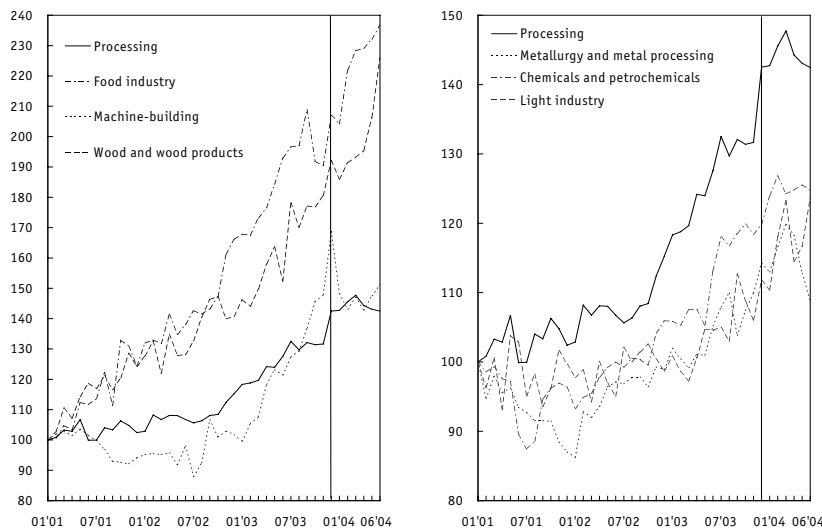 240
230
220
210
200
190
180
170
160
150
140
130
120
110
100
90
80
Processing
Food industry
Machine-building
Wood and wood products
01'01 07'01 01'02 07'02 01'03 07'03 01'04 06'04
150
140
130
120
110
100
90
80
Processing
Metallurgy and metal processing
Chemicals and petrochemicals
Light industry
01'01 07'01 01'02 07'02 01'03 07'03 01'04 06'04